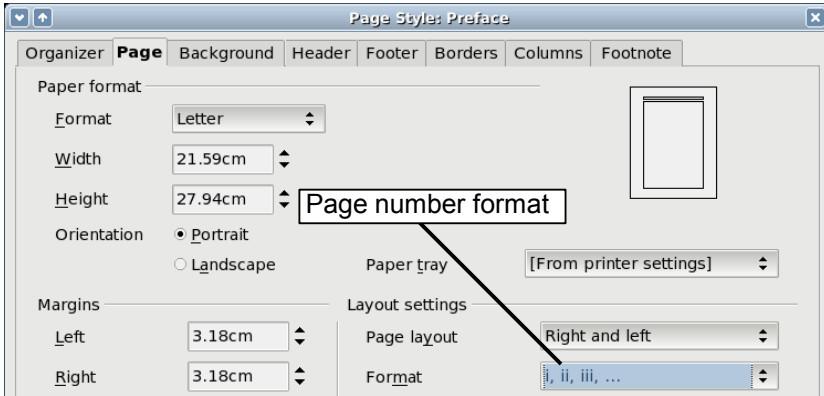 Page Style: Preface
Organizer Page Background Header Footer Borders Columns Footnote
Paper format
Format Letter
Width 21.59cm
Height 27.94cm
Page number format
Orientation Portrait
Landscape Paper tray [From printer settings]
Margins Layout settings
Left 3.18cm Page layout Right and left
Right 3.18cm Format i, ii, iii, ...